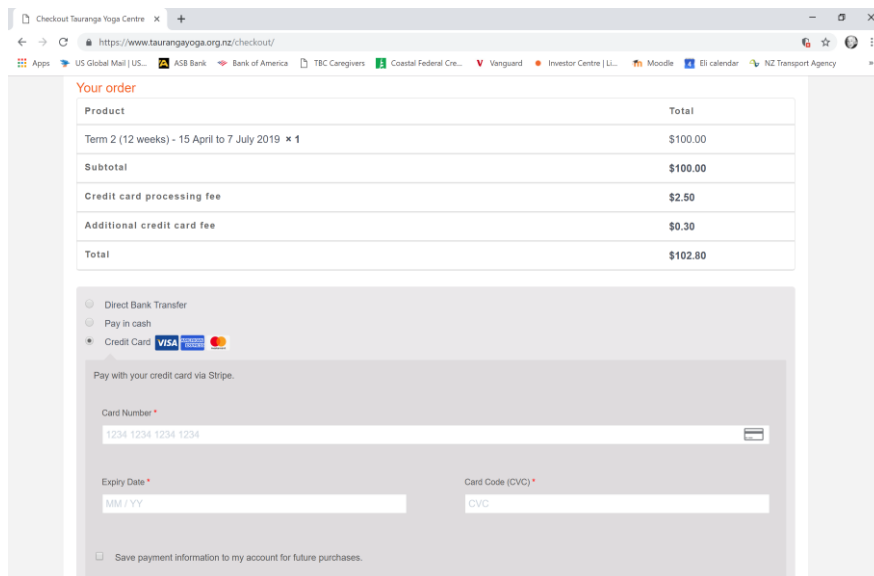 Checkout Tauranga Yoga Centre
https://www.taurangayoga.org.nz/checkout/
Apps US Global Mail | US... ASB Bank Bank of America TBC Caregivers Coastal Federal Cre... Vanguard Investor Centre | Li... Moodle Eli calendar NZ Transport Agency »
Your order
Product Total
Term 2 (12 weeks) - 15 April to 7 July 2019 × 1 $100.00
Subtotal $100.00
Credit card processing fee $2.50
Additional credit card fee $0.30
Total $102.80
Direct Bank Transfer
Pay in cash
Credit Card VISA
Pay with your credit card via Stripe.
Card Number *
1234 1234 1234 1234
Expiry Date * Card Code (CVC) *
MM / YY CVC
Save payment information to my account for future purchases.